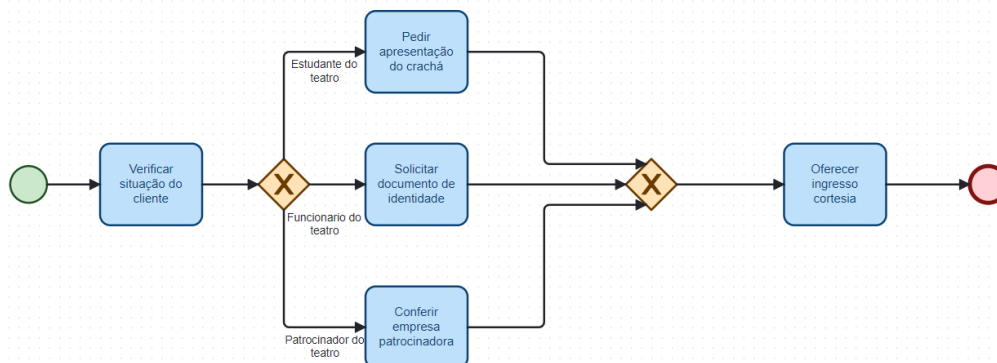 Pedir
apresentação
do crachá
Estudante do
teatro
Verificar
situação do
cliente
X
Solicitar
documento de
identidade
X
Oferecer
ingresso
cortesia
Funcionario do
teatro
Conferir
empresa
patrocinadora
Patrocinador do
teatro